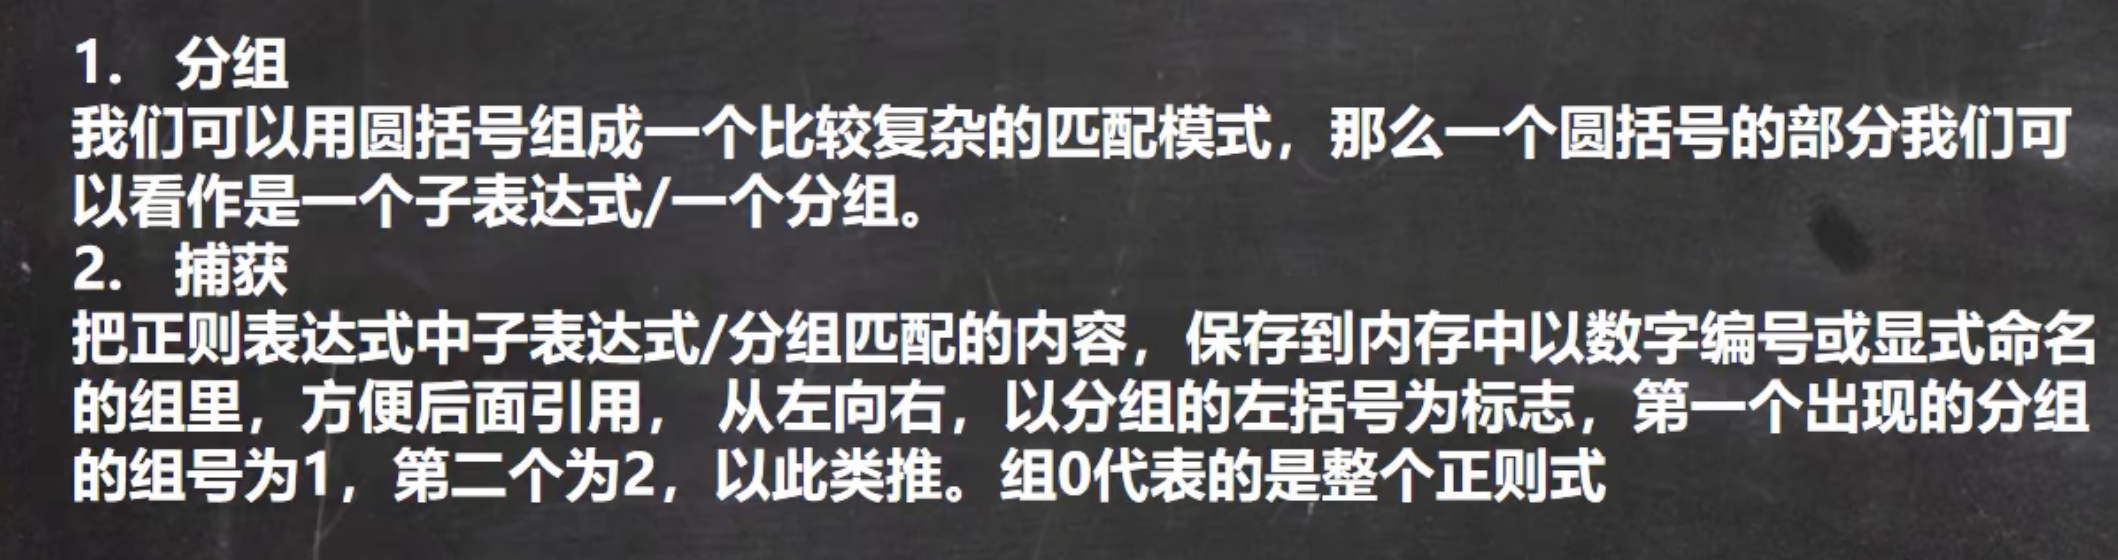 1. 分组
我们可以用圆括号组成一个比较复杂的匹配模式，那么一个圆括号的部分我们可
以看作是一个子表达式/一个分组。
2. 捕获
把正则表达式中子表达式/分组匹配的内容，保存到内存中以数字编号或显式命名
的组里，方便后面引用， 从左向右，以分组的左括号为标志，第一个出现的分组
的组号为1，第二个为2，以此类推。组0代表的是整个正则式